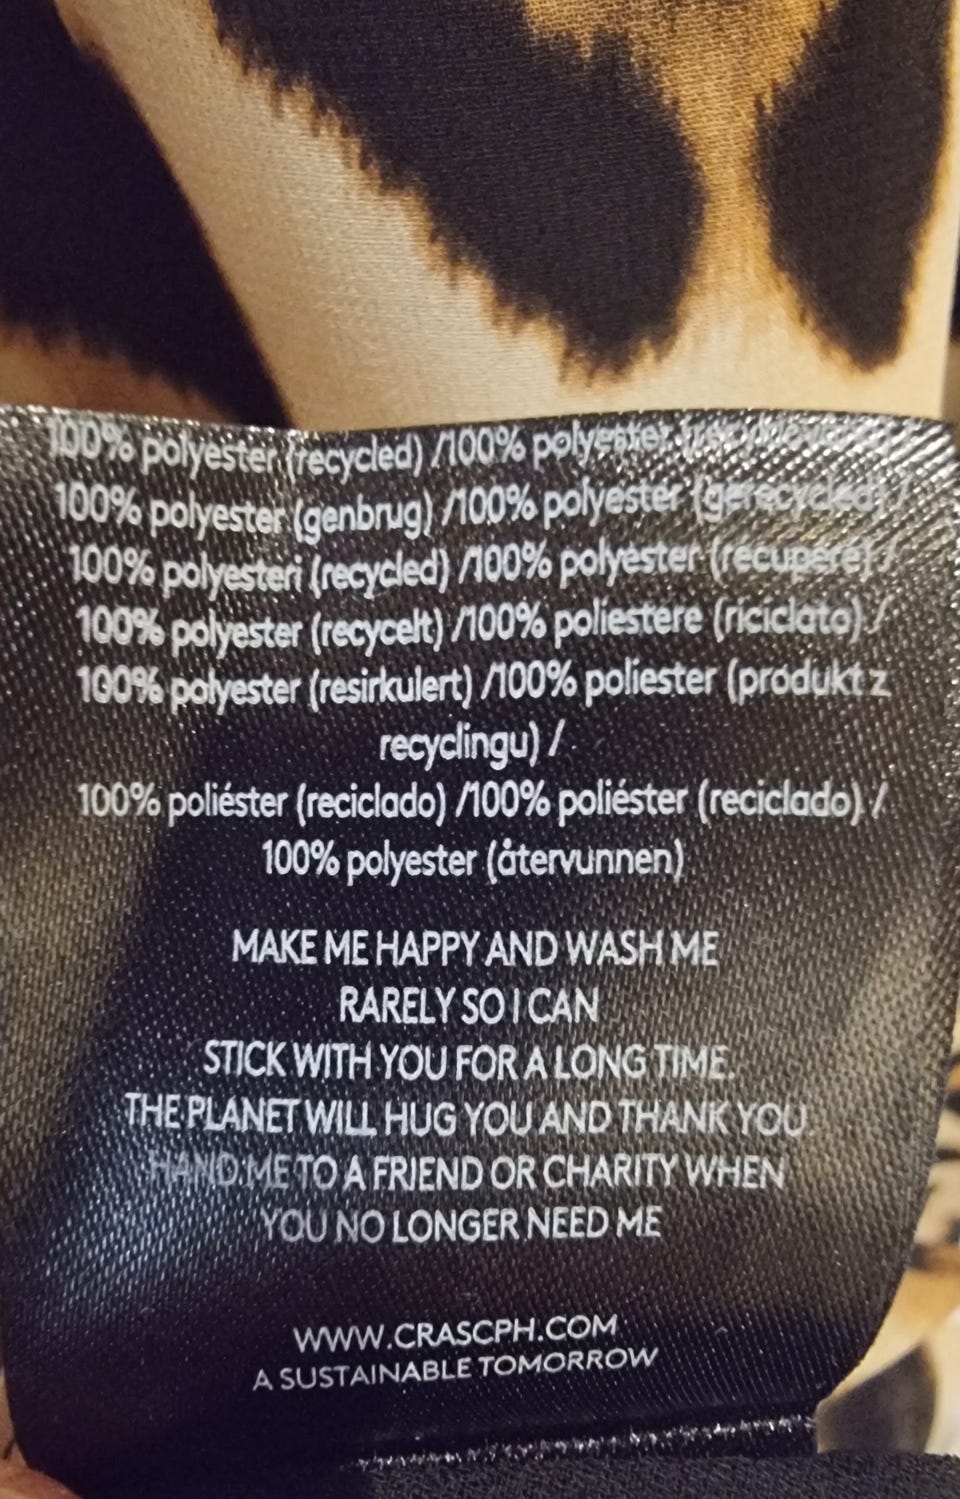 100% polyester (recycled) /100% polyester
100% polyester (genbrug) /100% polyester (gerecycled) /
100% polyesteri (recycled) /100% polyester (récupéré) /
100% polyester (recycelt) /100% poliestere (riciclato) /
100% polyester (resirkulert) /100% poliester (produkt z
recyclingu) /
100% poliéster (reciclado) /100% poliéster (reciclado) /
100% polyester (återvunnen)
MAKE ME HAPPY AND WASH ME
RARELY SO I CAN
STICK WITH YOU FOR A LONG TIME.
THE PLANET WILL HUG YOU AND THANK YOU
HAND ME TO A FRIEND OR CHARITY WHEN
YOU NO LONGER NEED ME
WWW.CRASCPH.COM
A SUSTAINABLE TOMORROW